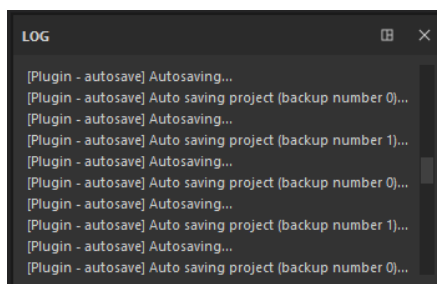 LOG
[Plugin - autosave] Autosaving...
[Plugin - autosave] Auto saving project (backup number 0)...
[Plugin - autosave] Autosaving...
[Plugin - autosave] Auto saving project (backup number 1)...
[Plugin - autosave] Autosaving...
[Plugin - autosave] Auto saving project (backup number 0)...
[Plugin - autosave] Autosaving...
[Plugin - autosave] Auto saving project (backup number 1)...
[Plugin - autosave] Autosaving...
[Plugin - autosave] Auto saving project (backup number 0)...